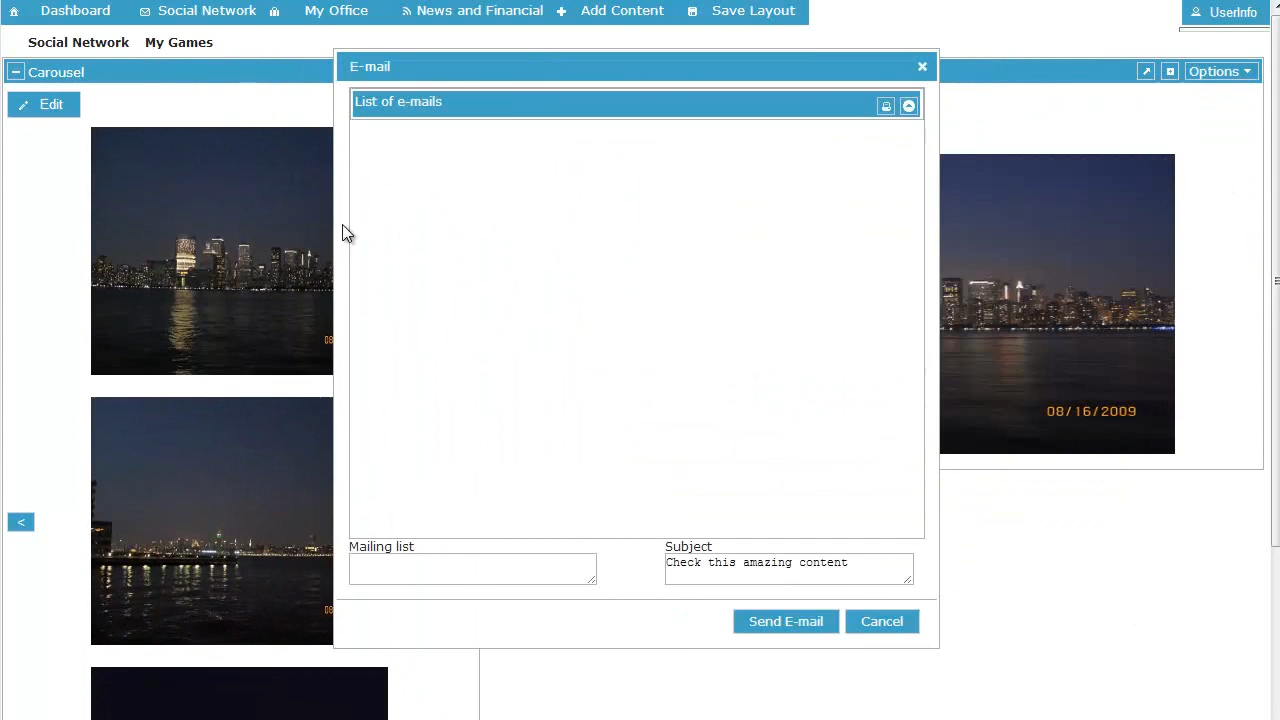 Dashboard Social Network My Office News and Financial Add Content Save Layout UserInfo
Social Network My Games
Carousel
Options
Edit
E-mail
List of e-mails
08/16/2009
Mailing list
Subject
Check this amazing content
<
Send E-mail Cancel